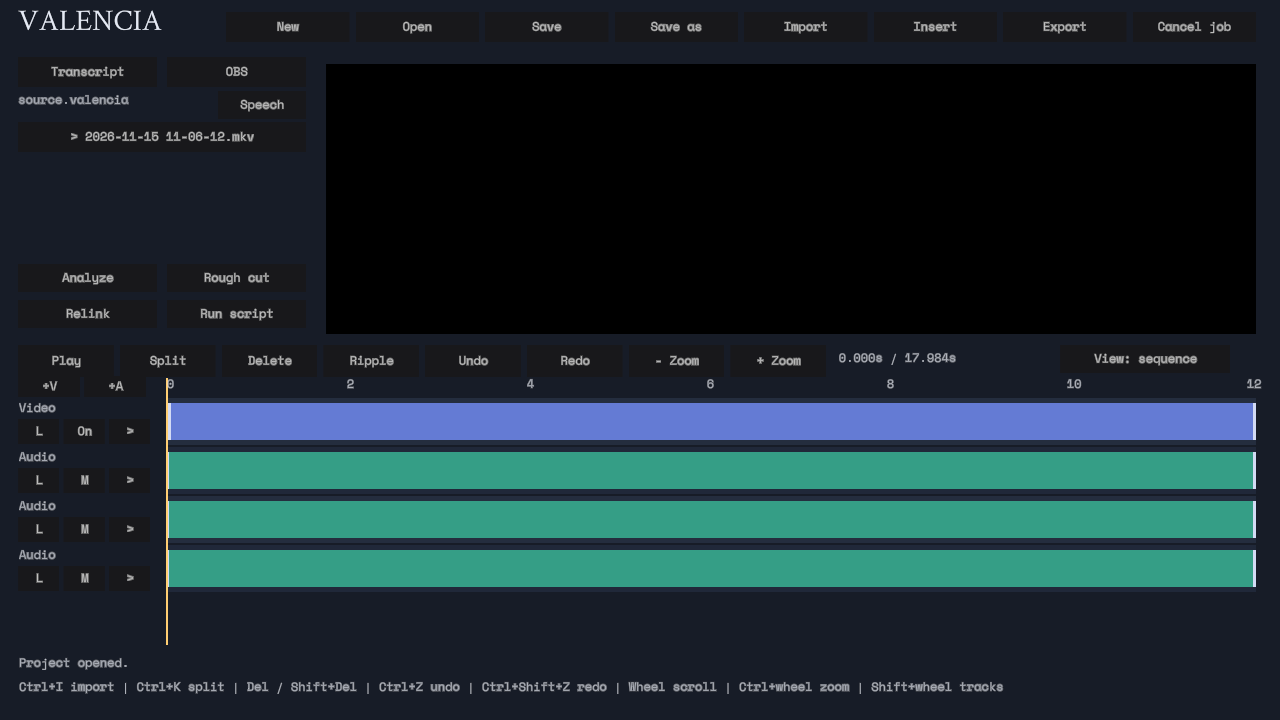 VALENCIA
New Open Save Save as Import Insert Export Cancel job
Transcript OBS
source.valencia Speech
> 2026-11-15 11-06-12.mkv
Analyze Rough out
Relink Run script
Play Split Delete Ripple Undo Redo - Zoom + Zoom 0.000s / 17.984s View: sequence
+V +A 0 2 4 6 8 10 12
Video
L On >
Audio
L M >
Audio
L M >
Audio
L M >
Project opened.
Ctrl+I import | Ctrl+K split | Del / Shift+Del | Ctrl+Z undo | Ctrl+Shift+Z redo | Wheel scroll | Ctrl+wheel zoom | Shift+wheel tracks